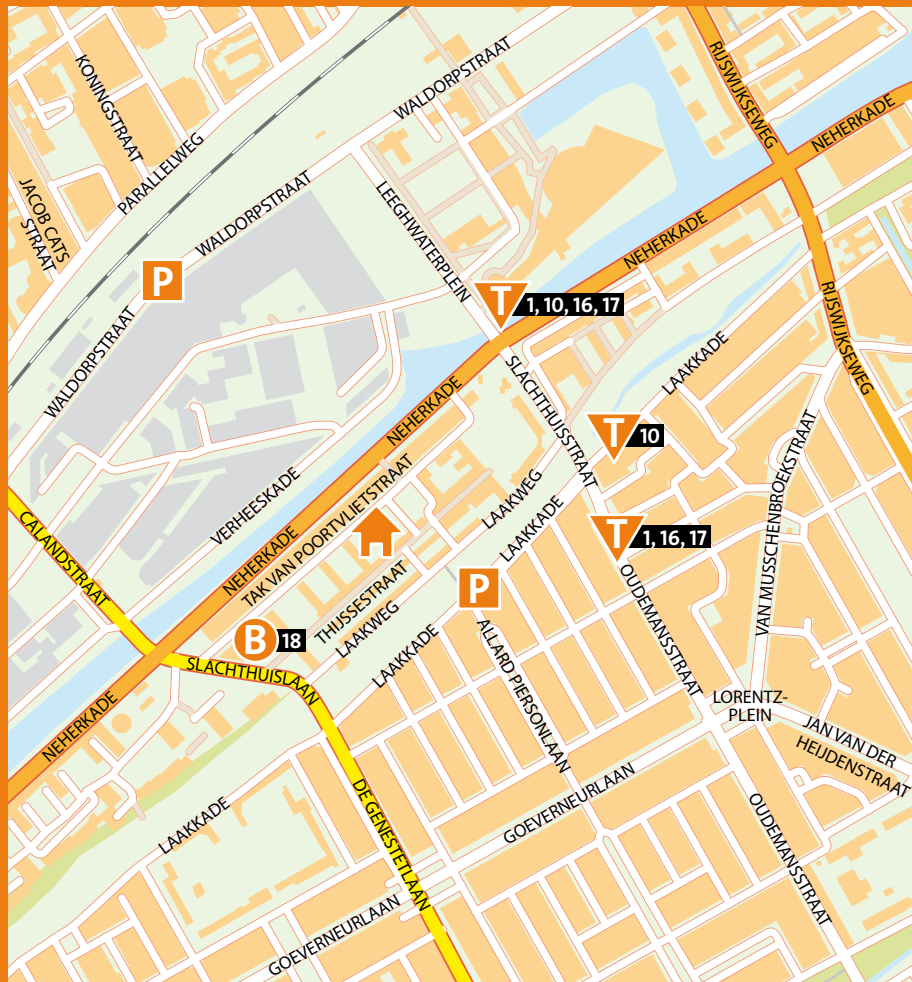 KONINGSTRAAT
WALDORPSTRAAT
RIJSWIJKSEWEG
NEHERKADE
PARALLELWEG
JACOB CATS
STRAAT
LEEGHWATERPLEIN
WALDORPSTRAAT
NEHERKADE
P
T
1, 10, 16, 17
RIJSWIJKSEWEG
WALDORPSTRAAT
SLACHTHUISSTRAAT
LAAKKADE
NEHERKADE
T
10
VAN MUSSCHENBROEKSTRAAT
LAAKWEG
VERHEESKADE
TAK VAN POORTVLIETSTRAAT
LAAKKADE
T
1, 16, 17
CALANDSTRAAT
NEHERKADE
THIJSSESTRAAT
P
OUDEMANSSTRAAT
B
18
LAAKWEG
LAAKKADE
ALLARD PIERSONLAAN
SLACHTHUISLAAN
LORENTZ-
PLEIN
NEHERKADE
JAN VAN DER
HEIJDENSTRAAT
LAAKKADE
DE GENESTETLAAN
GOEVERNEURLAAN
OUDEMANSSTRAAT
GOEVERNEURLAAN